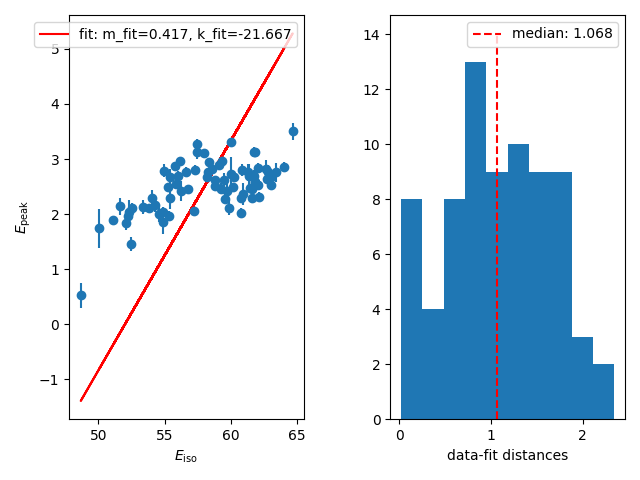 fit: m_fit=0.417, k_fit=-21.667
5
4
3
2
1
0
−1
E_peak
50 55 60 65
E_iso
median: 1.068
14
12
10
8
6
4
2
0
0 1 2
data-fit distances